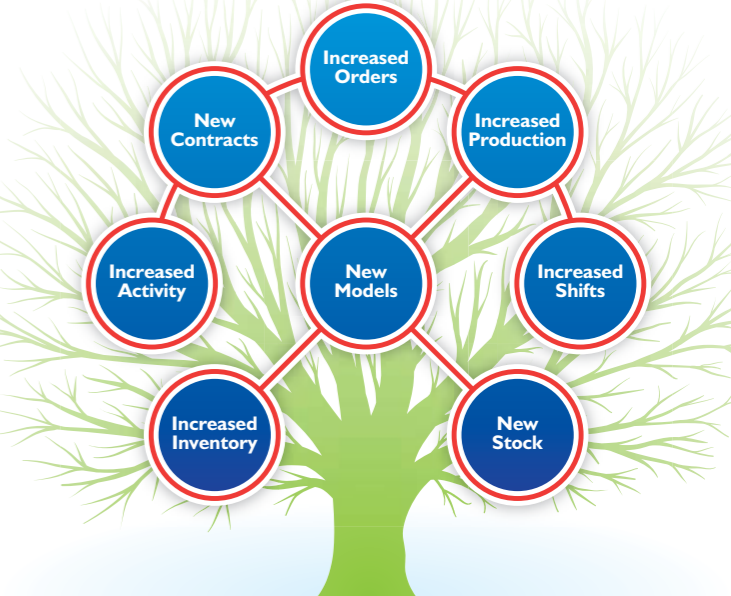 Increased
Orders
New
Contracts
Increased
Production
Increased
Activity
New
Models
Increased
Shifts
Increased
Inventory
New
Stock